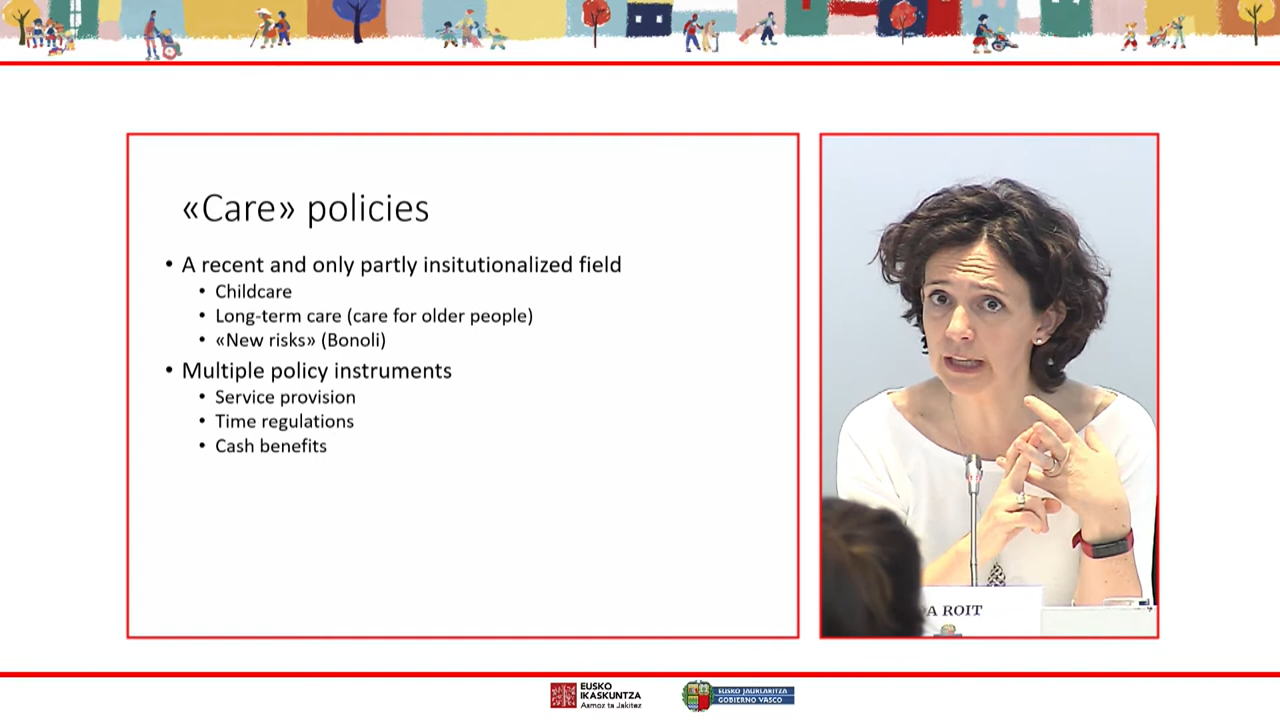 «Care» policies
• A recent and only partly insitutionalized field
• Childcare
• Long-term care (care for older people)
• «New risks» (Bonoli)
• Multiple policy instruments
• Service provision
• Time regulations
• Cash benefits
A ROIT
EUSKO
IKASKUNTZA
Asmoz ta Jakitez
EUSKO JAURLARITZA
GOBIERNO VASCO